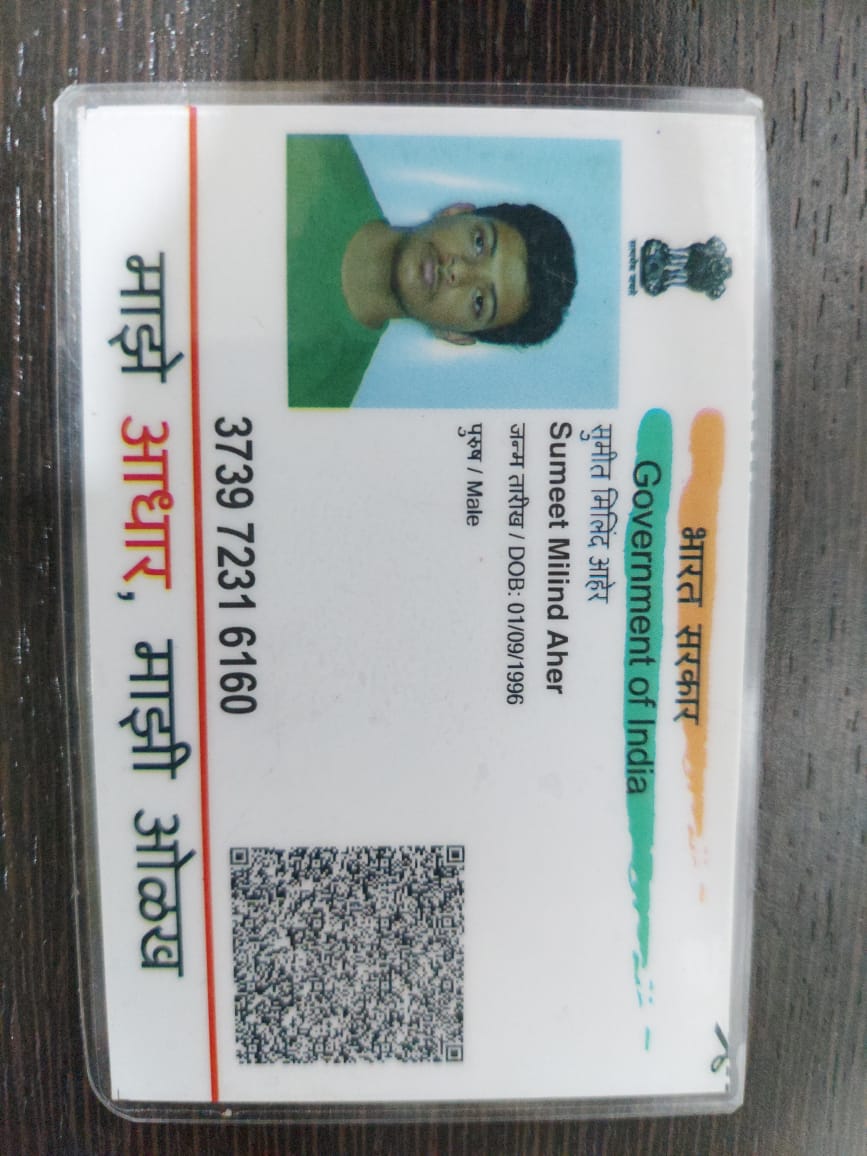 सत्यमेव जयते
भारत सरकार
Government of India
सुमीत मिलिंद आहेर
Sumeet Milind Aher
जन्म तारीख / DOB: 01/09/1996
पुरुष / Male
3739 7231 6160
माझे आधार, माझी ओळख